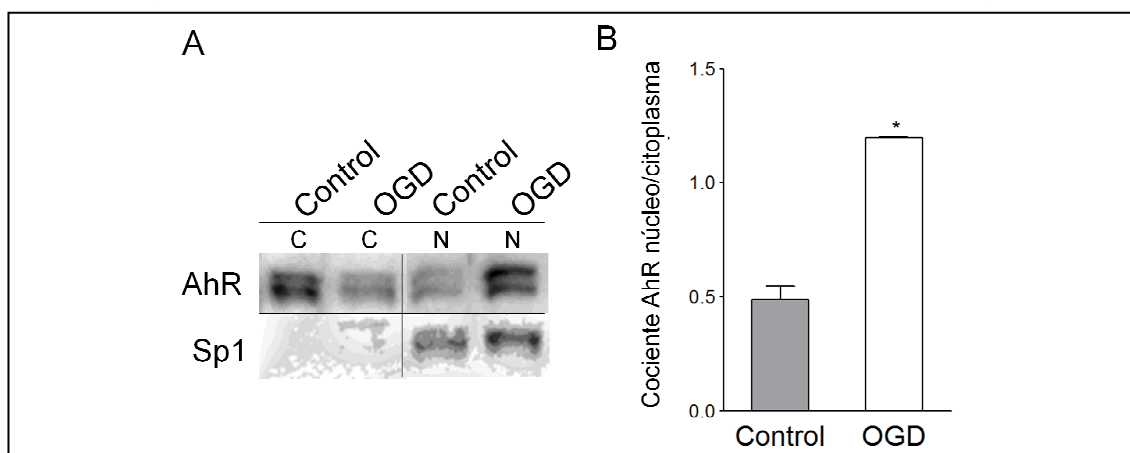 A
Control OGD Control OGD
C C N N
AhR
Sp1
B
Cociente AhR núcleo/citoplasma
1.5
1.0
0.5
0.0
*
Control OGD